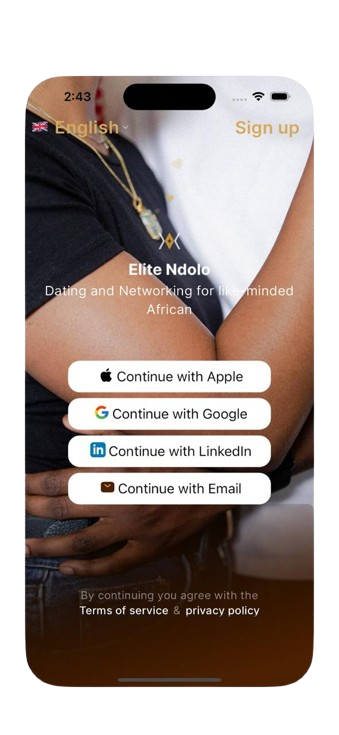 2:43
English
Sign up
Elite Ndolo
Dating and Networking for like-minded
African
Continue with Apple
Continue with Google
in Continue with LinkedIn
Continue with Email
By continuing you agree with the
Terms of service & privacy policy